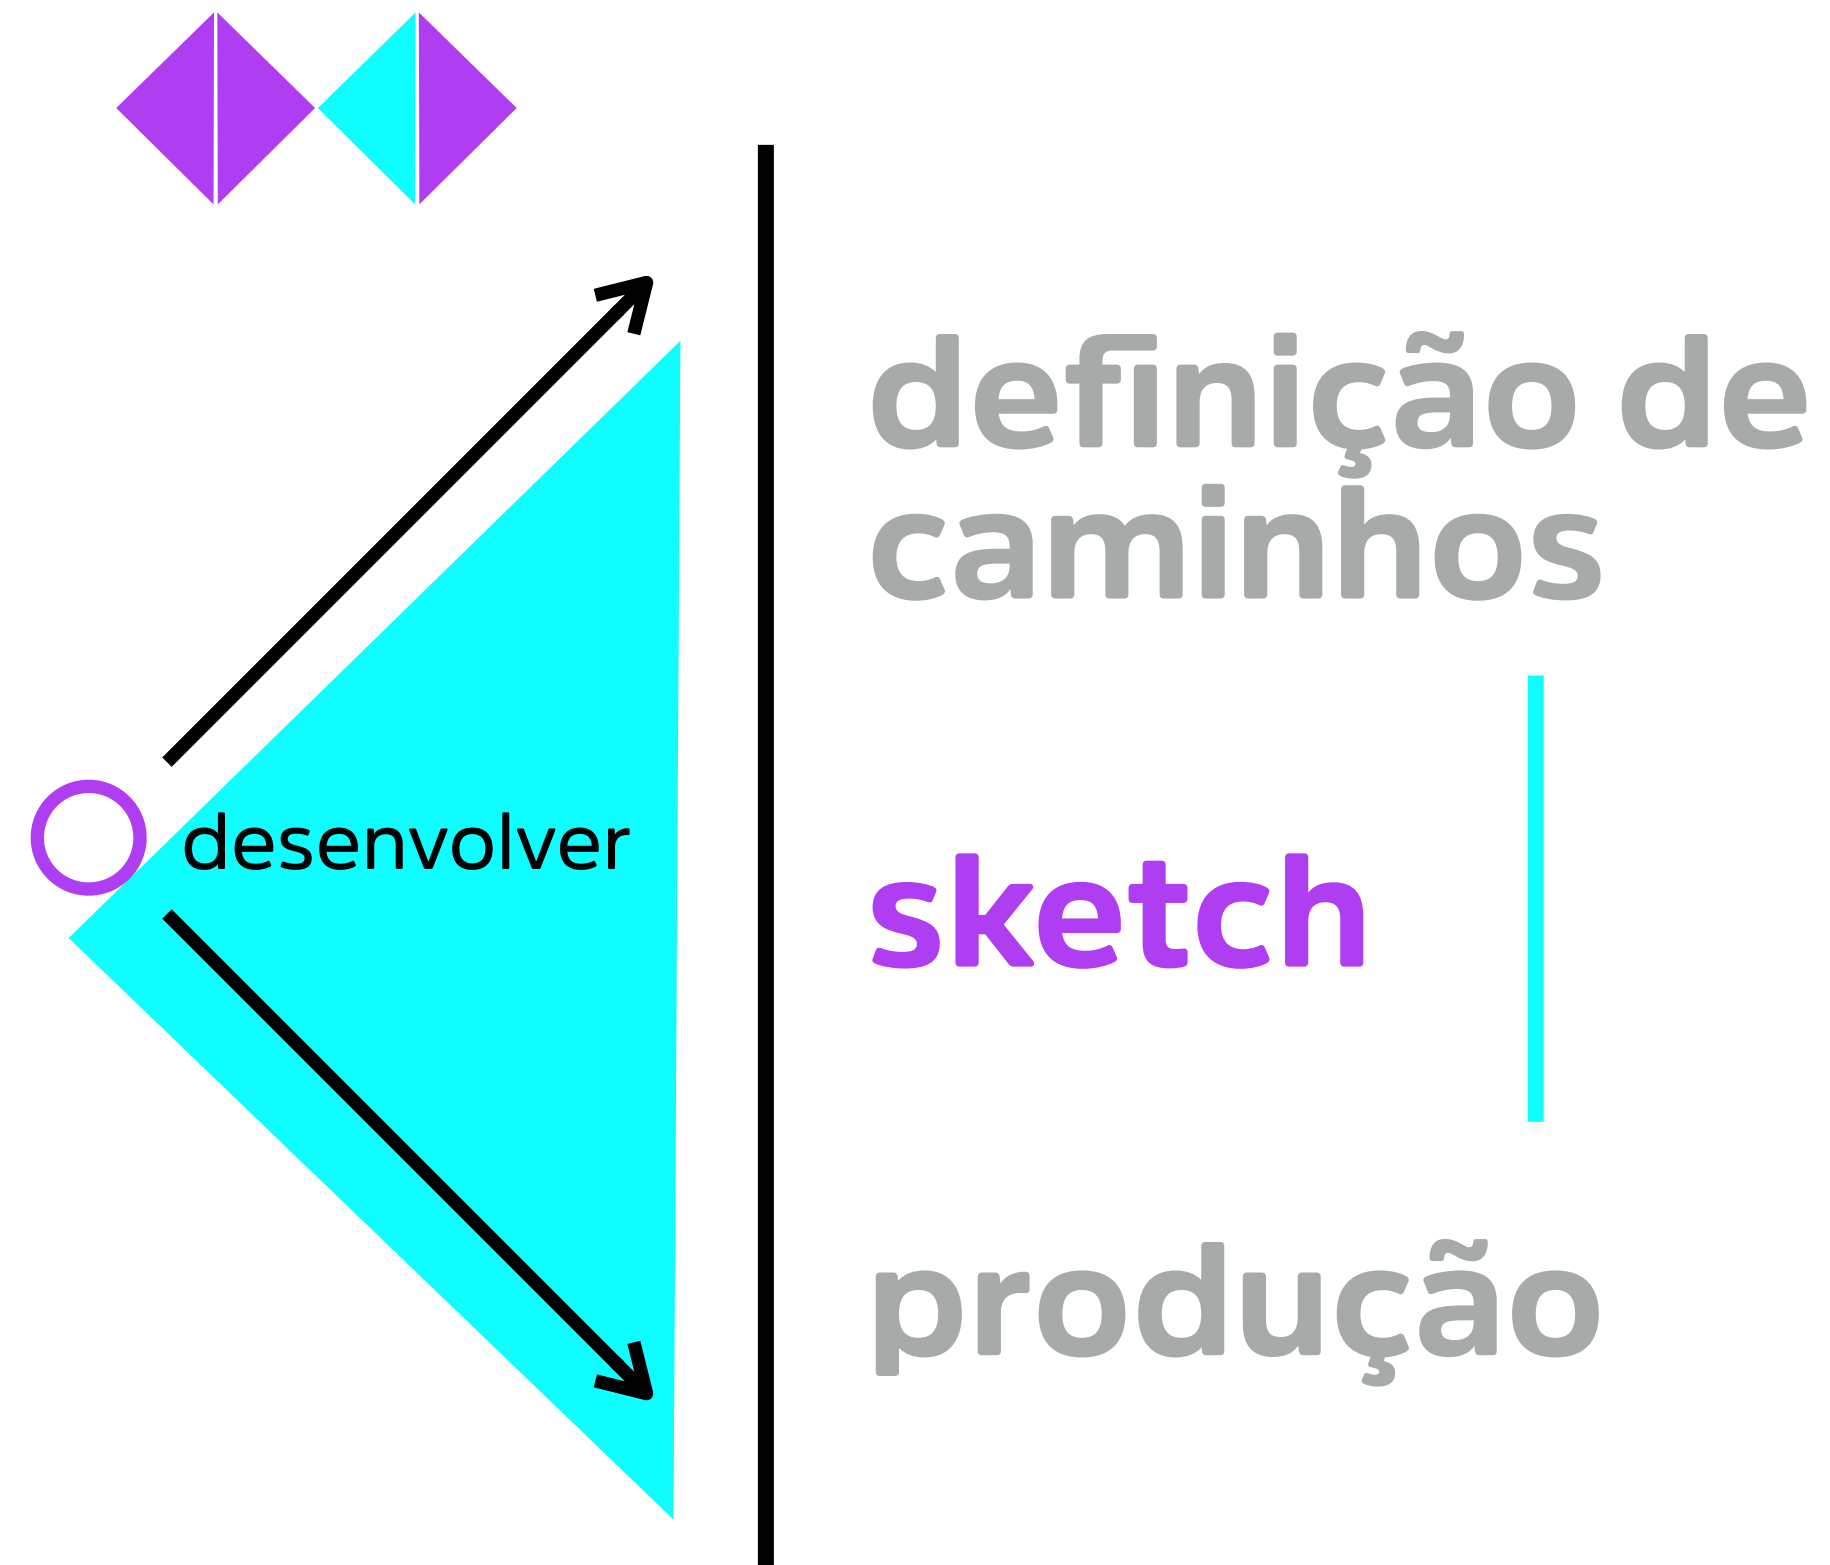 desenvolver
definição de
caminhos
sketch
produção